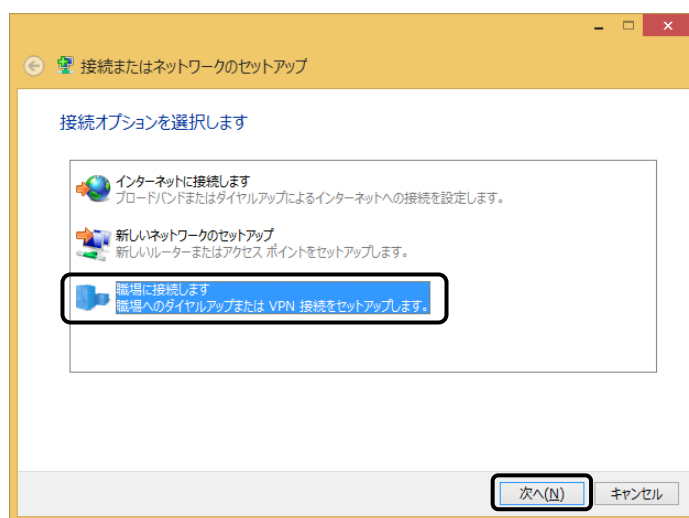 接続またはネットワークのセットアップ
接続オプションを選択します
インターネットに接続します
ブロードバンドまたはダイヤルアップによるインターネットへの接続を設定します。
新しいネットワークのセットアップ
新しいルーターまたはアクセス ポイントをセットアップします。
職場に接続します
職場へのダイヤルアップまたは VPN 接続をセットアップします。
次へ(N)
キャンセル